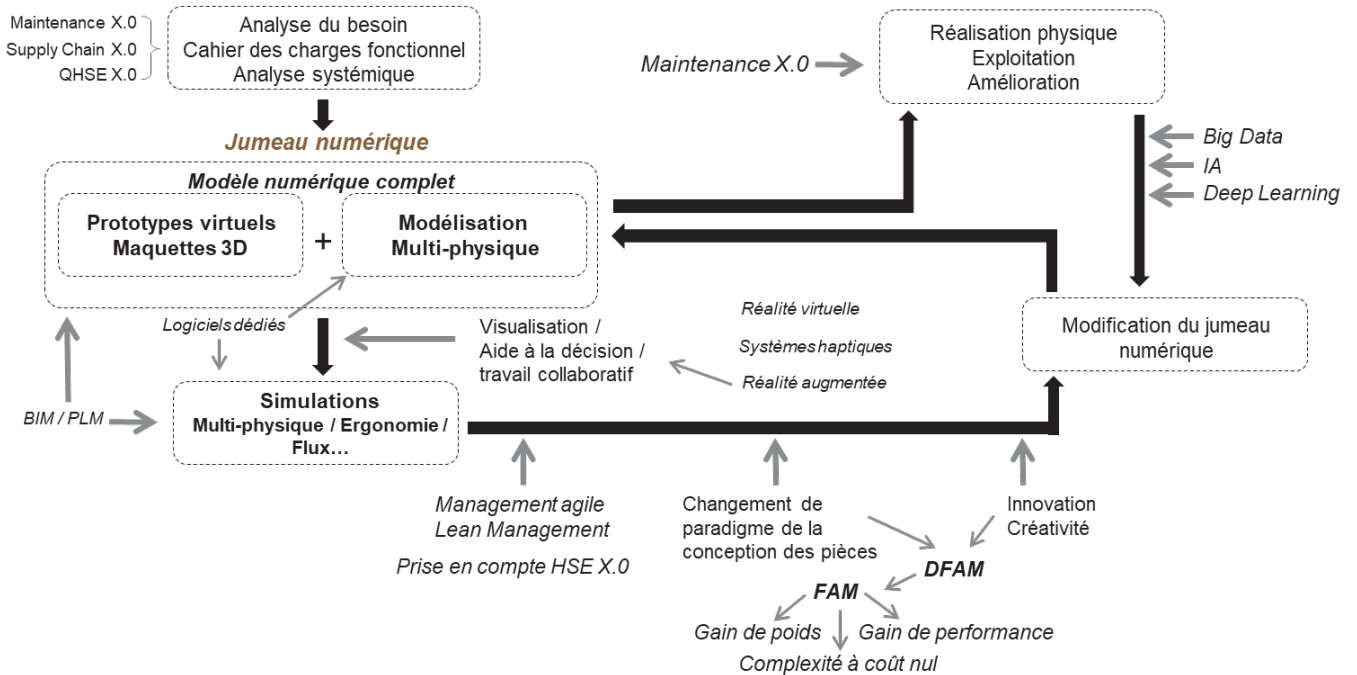 Maintenance X.0
Supply Chain X.0
QHSE X.0
Analyse du besoin
Cahier des charges fonctionnel
Analyse systémique
Maintenance X.0
Réalisation physique
Exploitation
Amélioration
Jumeau numérique
Big Data
IA
Deep Learning
Modèle numérique complet
Prototypes virtuels
Maquettes 3D
+
Modélisation
Multi-physique
Logiciels dédiés
Visualisation /
Aide à la décision /
travail collaboratif
Réalité virtuelle
Systèmes haptiques
Réalité augmentée
Modification du jumeau
numérique
BIM / PLM
Simulations
Multi-physique / Ergonomie /
Flux…
Management agile
Lean Management
Prise en compte HSE X.0
Changement de
paradigme de la
conception des pièces
Innovation
Créativité
DFAM
FAM
Gain de poids
Gain de performance
Complexité à coût nul